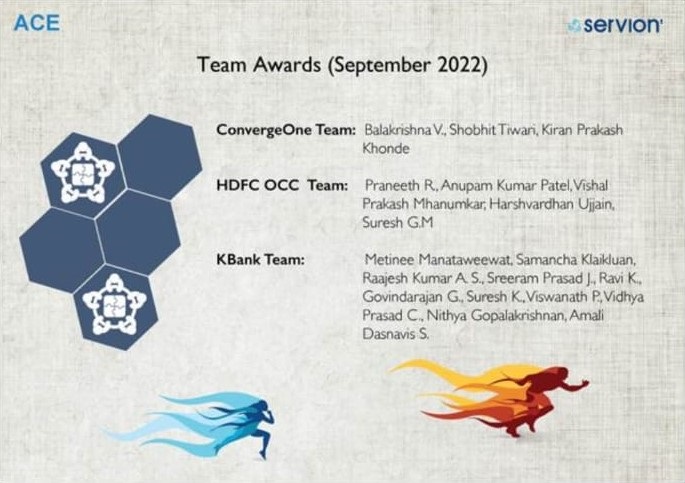 ACE
servion
Team Awards (September 2022)
ConvergeOne Team: Balakrishna V., Shobhit Tiwari, Kiran Prakash
Khonde
HDFC OCC Team: Praneeth R., Anupam Kumar Patel, Vishal
Prakash Mhanumkar, Harshvardhan Ujjain,
Suresh G.M
KBank Team: Metinee Manataweewat, Samancha Klaikluan,
Raajesh Kumar A. S., Sreeram Prasad J., Ravi K.,
Govindarajan G., Suresh K., Viswanath P., Vidhya
Prasad C., Nithya Gopalakrishnan, Amali
Dasnavis S.